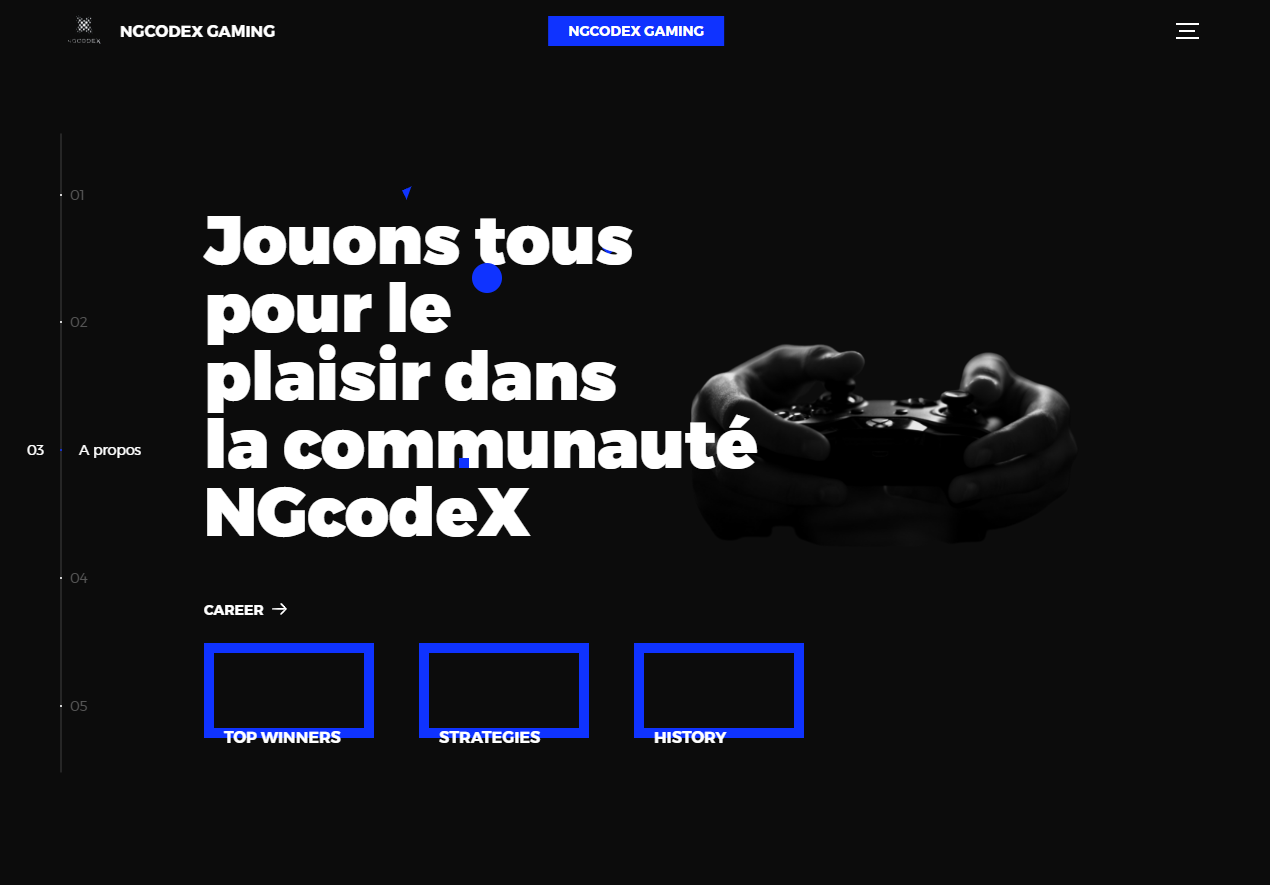 NGCODEX
NGCODEX GAMING
NGCODEX GAMING
01
02
03 A propos
04
05
Jouons tous
pour le
plaisir dans
la communauté
NGcodeX
CAREER
TOP WINNERS
STRATEGIES
HISTORY